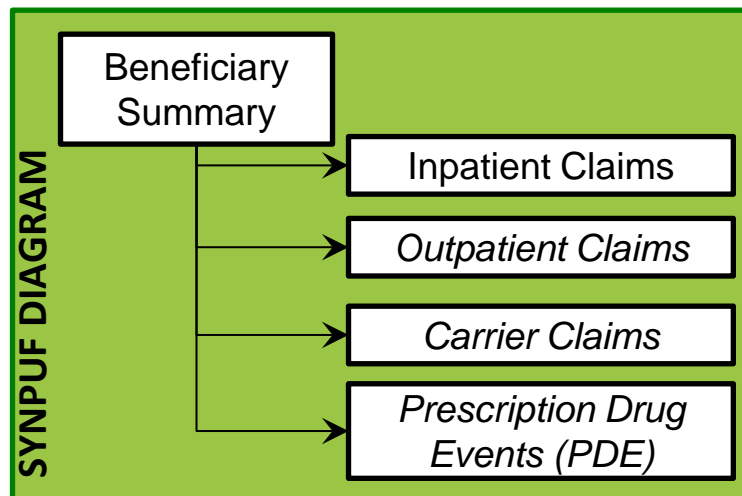 SYNPUF DIAGRAM
Beneficiary
Summary
Inpatient Claims
Outpatient Claims
Carrier Claims
Prescription Drug
Events (PDE)